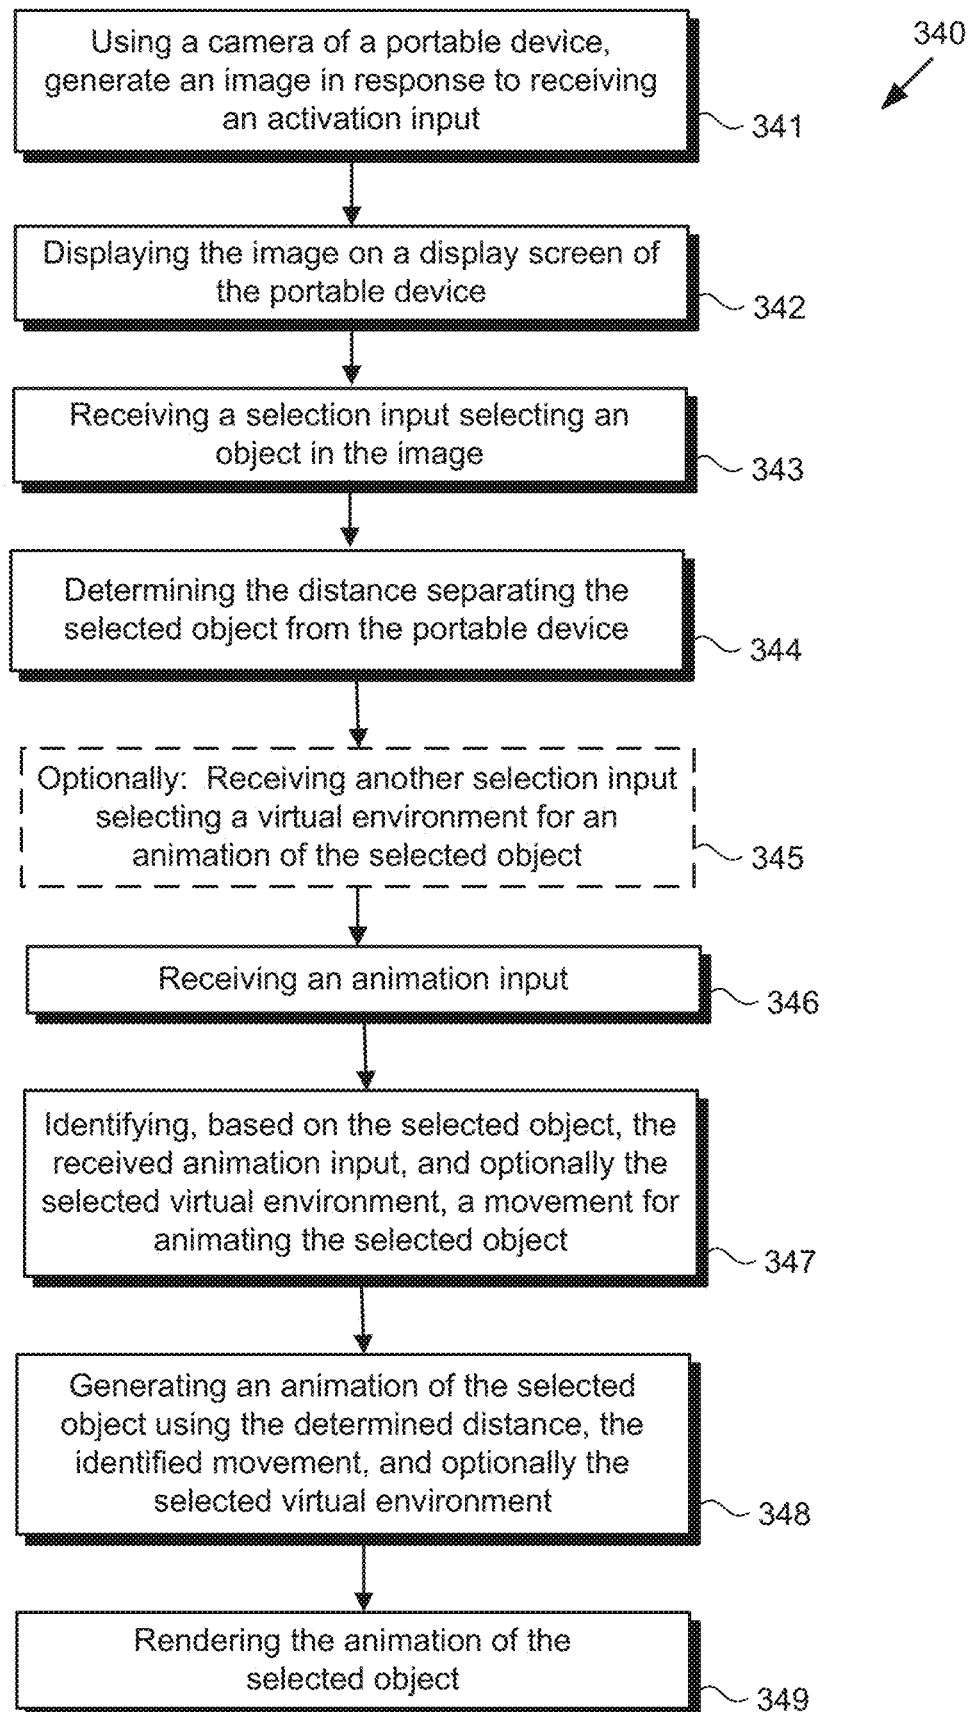 340
Using a camera of a portable device,
generate an image in response to receiving
an activation input
341
Displaying the image on a display screen of
the portable device
342
Receiving a selection input selecting an
object in the image
343
Determining the distance separating the
selected object from the portable device
344
Optionally: Receiving another selection input
selecting a virtual environment for an
animation of the selected object
345
Receiving an animation input
346
Identifying, based on the selected object, the
received animation input, and optionally the
selected virtual environment, a movement for
animating the selected object
347
Generating an animation of the selected
object using the determined distance, the
identified movement, and optionally the
selected virtual environment
348
Rendering the animation of the
selected object
349